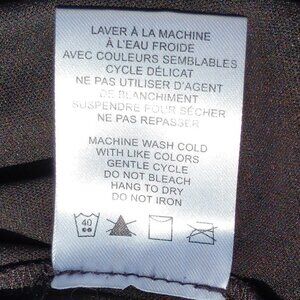 LAVER À LA MACHINE
À L'EAU FROIDE
AVEC COULEURS SEMBLABLES
CYCLE DÉLICAT
NE PAS UTILISER D'AGENT
DE BLANCHIMENT
SUSPENDRE POUR SÉCHER
NE PAS REPASSER
MACHINE WASH COLD
WITH LIKE COLORS
GENTLE CYCLE
DO NOT BLEACH
HANG TO DRY
DO NOT IRON
40